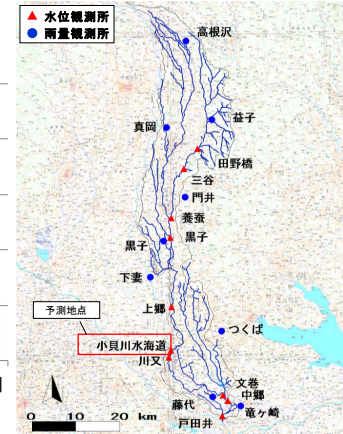 水位観測所
雨量観測所
高根沢
益子
真岡
田野橋
三谷
門井
養蚕
黒子
黒子
下妻
上郷
予測地点
つくば
小貝川水海道
川又
文巻
中郷
藤代
竜ヶ崎
戸田井
0 10 20 km